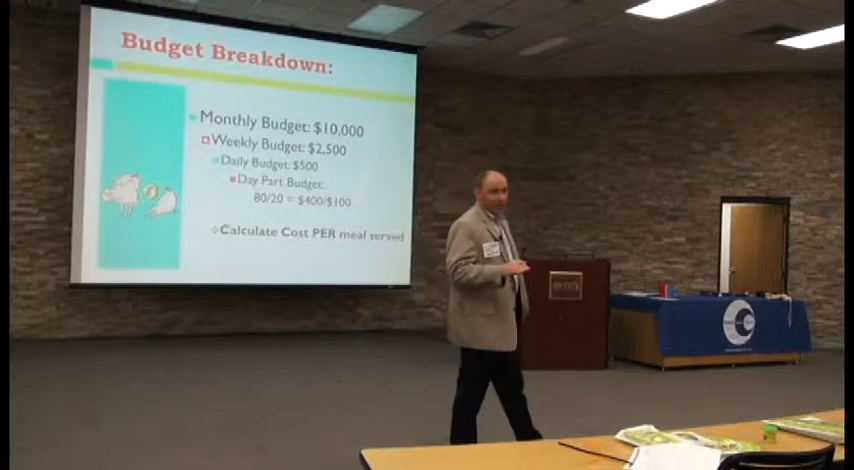 Budget Breakdown:
Monthly Budget: $10,000
Weekly Budget: $2,500
Daily Budget: $500
Day Part Budget:
80/20 = $400/$100
Calculate Cost PER meal served